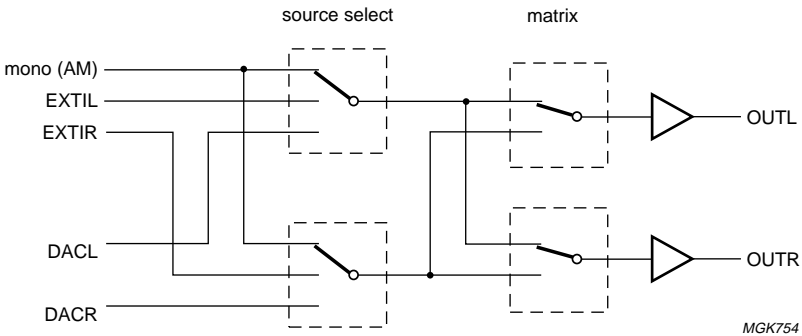 source select
matrix
mono (AM)
EXTIL
EXTIR
OUTL
DACL
OUTR
DACR
MGK754